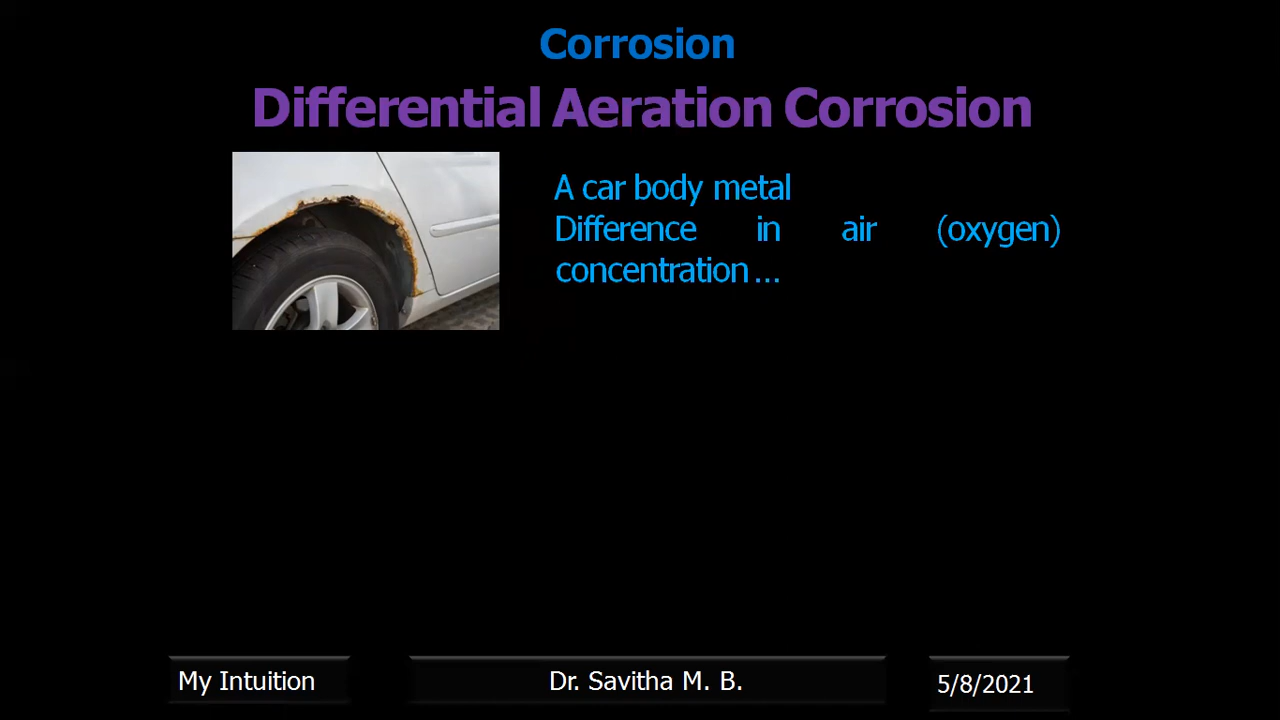 Corrosion
Differential Aeration Corrosion
A car body metal
Difference in air (oxygen)
concentration ...
My Intuition
Dr. Savitha M. B.
5/8/2021